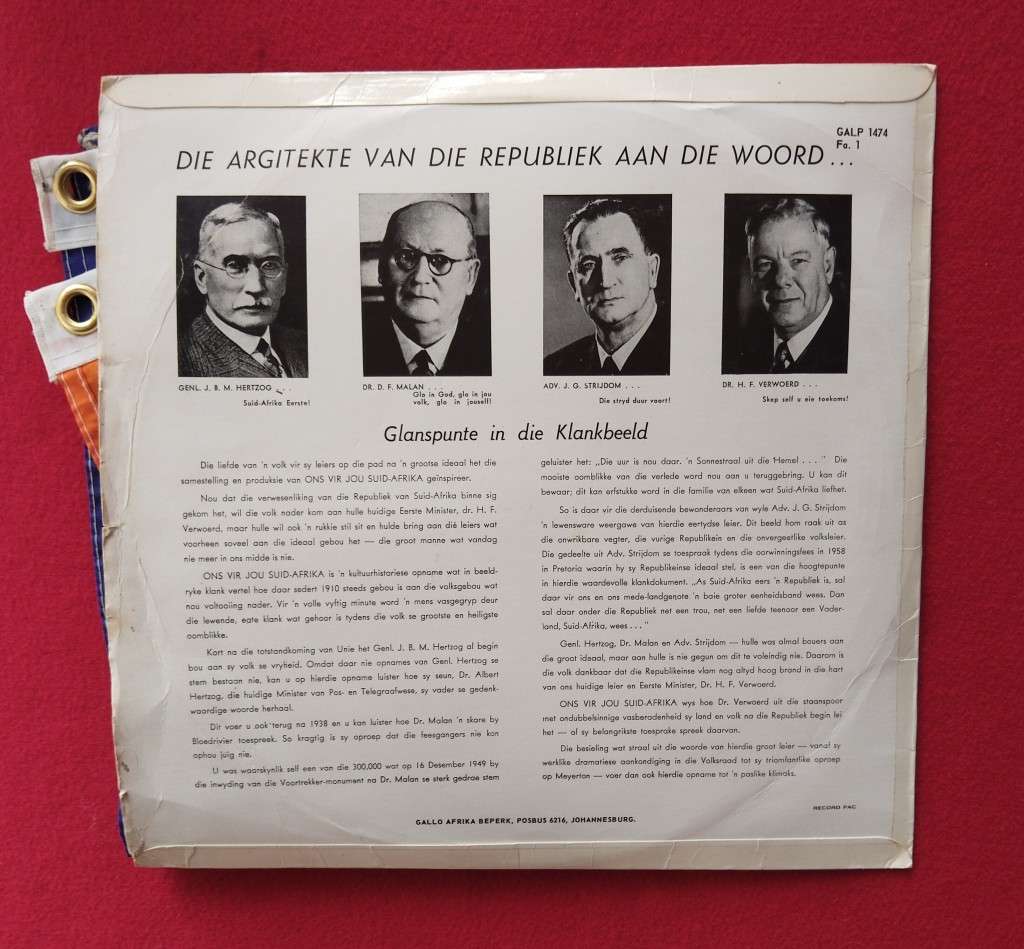 GALP 1474
Fa. 1
DIE ARGITEKTE VAN DIE REPUBLIEK AAN DIE WOORD...
GENL. J. B. M. HERTZOG . . .
Suid-Afrika Eerste!
DR. D. F. MALAN . . .
Glo in God, glo in jou
volk, glo in jouself!
ADV. J. G. STRIJDOM . . .
Die stryd duur voort!
DR. H. F. VERWOERD . . .
Skep self u eie toekoms!
Glanspunte in die Klankbeeld
Die liefde van 'n volk vir sy leiers op die pad na 'n grootse ideaal het die
samestelling en produksie van ONS VIR JOU SUID-AFRIKA geïnspireer.
Nou dat die verwesenliking van die Republiek van Suid-Afrika binne sig
gekom het, wil die volk nader kom aan hulle huidige Eerste Minister, dr. H. F.
Verwoerd, maar hulle wil ook 'n rukkie stil sit en hulde bring aan dié leiers wat
voorheen soveel aan die ideaal gebou het — die groot manne wat vandag
nie meer in ons midde is nie.
ONS VIR JOU SUID-AFRIKA is 'n kultuurhistoriese opname wat in beeld-
ryke klank vertel hoe daar sedert 1910 steeds gebou is aan die volksgebou wat
nou voltooiing nader. Vir 'n volle vyftig minute word 'n mens vasgegryp deur
die lewende, egte klank wat gehoor is tydens die volk se grootste en heiligste
oomblikke.
Kort na die totstandkoming van Unie het Genl. J. B. M. Hertzog al begin
bou aan sy volk se vryheid. Omdat daar nie opnames van Genl. Hertzog se
stem bestaan nie, kan u op hierdie opname luister hoe sy seun, Dr. Albert
Hertzog, die huidige Minister van Pos- en Telegraafwese, sy vader se gedenk-
waardige woorde herhaal.
Dit voer u ook terug na 1938 en u kan luister hoe Dr. Malan 'n skare by
Bloedrivier toespreek. So kragtig is sy oproep dat die feesgangers nie kon
ophou juig nie.
U was waarskynlik self een van die 300,000 wat op 16 Desember 1949 by
die inwyding van die Voortrekker-monument na Dr. Malan se sterk gedrae stem
geluister het: „Die uur is nou daar. 'n Sonnestraal uit die Hemel . . ." Die
mooiste oomblikke van die verlede word nou aan u teruggebring. U kan dit
bewaar; dit kan erfstukke word in die familie van elkeen wat Suid-Afrika liefhet.
So is daar vir die derduisende bewonderaars van wyle Adv. J. G. Strijdom
'n lewensware weergawe van hierdie eertydse leier. Dit beeld hom raak uit as
die onwrikbare vegter, die vurige Republikein en die onvergeetlike volksleier.
Die gedeelte uit Adv. Strijdom se toespraak tydens die oorwinningsfees in 1958
in Pretoria waarin hy sy Republikeinse ideaal stel, is een van die hoogtepunte
in hierdie waardevolle klankdokument. „As Suid-Afrika eers 'n Republiek is, sal
daar vir ons en ons mede-landgenote 'n baie groter eenheidsband wees. Dan
sal daar onder die Republiek net een trou, net een liefde teenoor een Vader-
land, Suid-Afrika, wees . . ."
Genl. Hertzog, Dr. Malan en Adv. Strijdom — hulle was almal bouers aan
die groot ideaal, maar aan hulle is nie gegun om dit te voleindig nie. Daarom is
die volk dankbaar dat die Republikeinse vlam nog altyd hoog brand in die hart
van ons huidige leier en Eerste Minister, Dr. H. F. Verwoerd.
ONS VIR JOU SUID-AFRIKA wys hoe Dr. Verwoerd uit die staanspoor
met ondubbelsinnige vasberadenheid sy land en volk na die Republiek begin lei
het — al sy belangrikste toesprake spreek daarvan.
Die besieling wat straal uit die woorde van hierdie groot leier — vanaf sy
werklike dramatiese aankondiging in die Volksraad tot sy triomfantlike oproep
op Meyerton — voer dan ook hierdie opname tot 'n paslike klimaks.
RECORD PAC
GALLO AFRIKA BEPERK, POSBUS 6216, JOHANNESBURG.